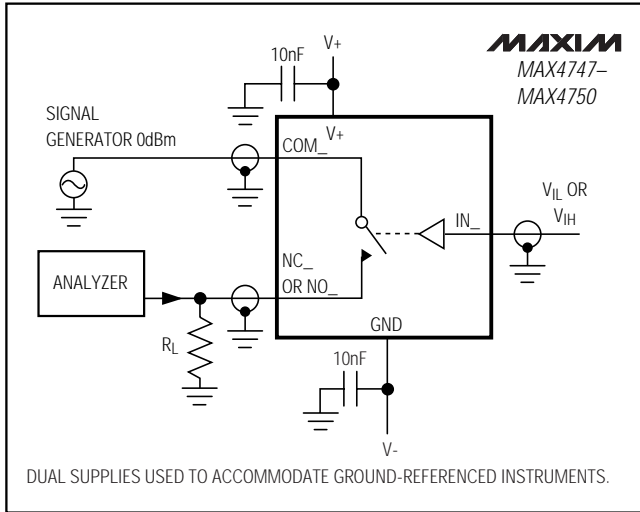 MAXIM
MAX4747–
MAX4750
10nF
V+
SIGNAL
GENERATOR 0dBm
V+
COM_
IN_
VIL OR
VIH
ANALYZER
NC_
OR NO_
GND
RL
10nF
V-
DUAL SUPPLIES USED TO ACCOMMODATE GROUND-REFERENCED INSTRUMENTS.